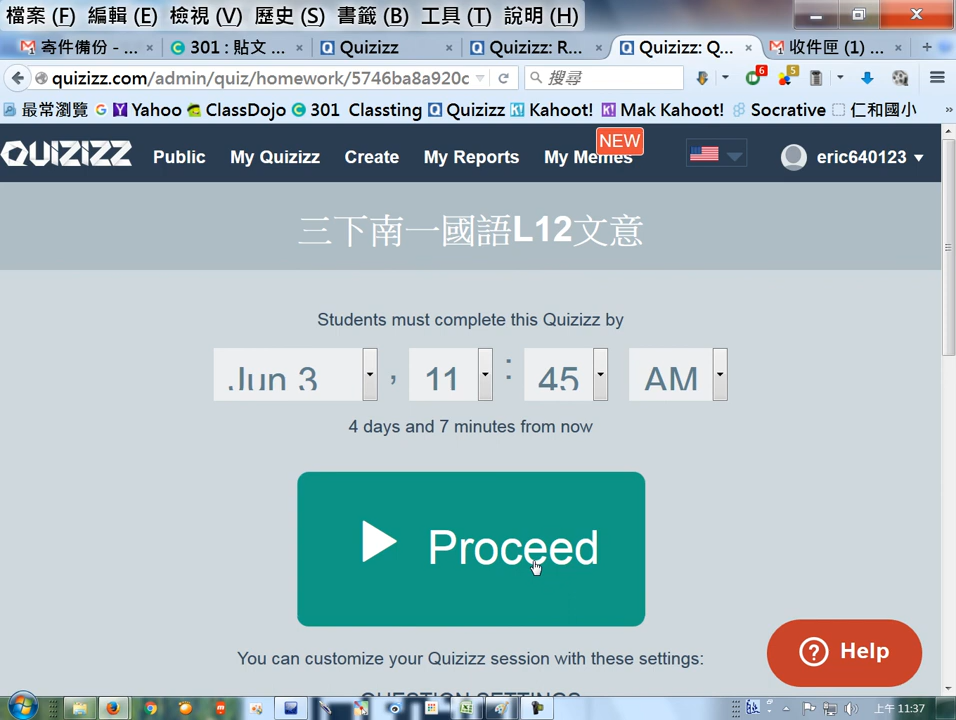 檔案 (F) 編輯 (E) 檢視 (V) 歷史 (S) 書籤 (B) 工具 (T) 說明 (H)
寄件備份 - ... × 301 : 貼文 ... × Quizizz × Quizizz: R... × Quizizz: Q... × 收件匣 (1) ... × +
quizizz.com/admin/quiz/homework/5746ba8a920c 搜尋 6 5
最常瀏覽 Yahoo ClassDojo 301 Classting Quizizz Kahoot! Mak Kahoot! Socrative 仁和國小 »
NEW
QUIZIZZ Public My Quizizz Create My Reports My Memes eric640123
三下南一國語L12文意
Students must complete this Quizizz by
Jun 3 , 11 : 45 AM
4 days and 7 minutes from now
Proceed
? Help
You can customize your Quizizz session with these settings:
QUESTION SETTINGS
上午 11:37